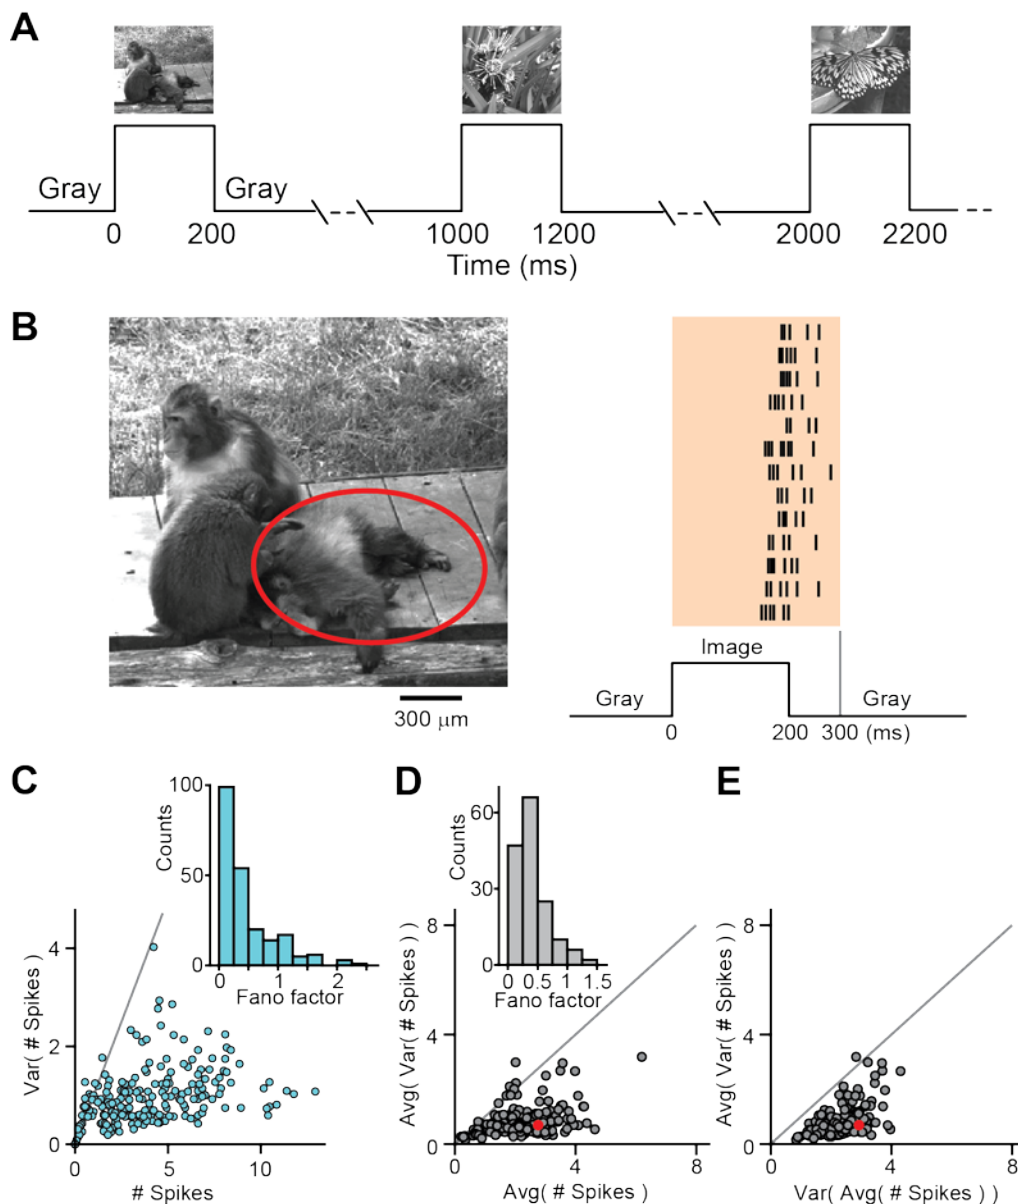 A
Gray
Gray
0
200
1000
1200
2000
2200
Time (ms)
B
300 μm
Image
Gray
Gray
0
200
300 (ms)
C
100
50
0
Counts
0
1
2
Fano factor
4
2
0
Var( # Spikes )
0
5
10
# Spikes
D
60
30
0
Counts
0
0.5
1
1.5
Fano factor
8
4
0
Avg( Var( # Spikes ) )
0
4
8
Avg( # Spikes )
E
8
4
0
Avg( Var( # Spikes ) )
0
4
8
Var( Avg( # Spikes ) )